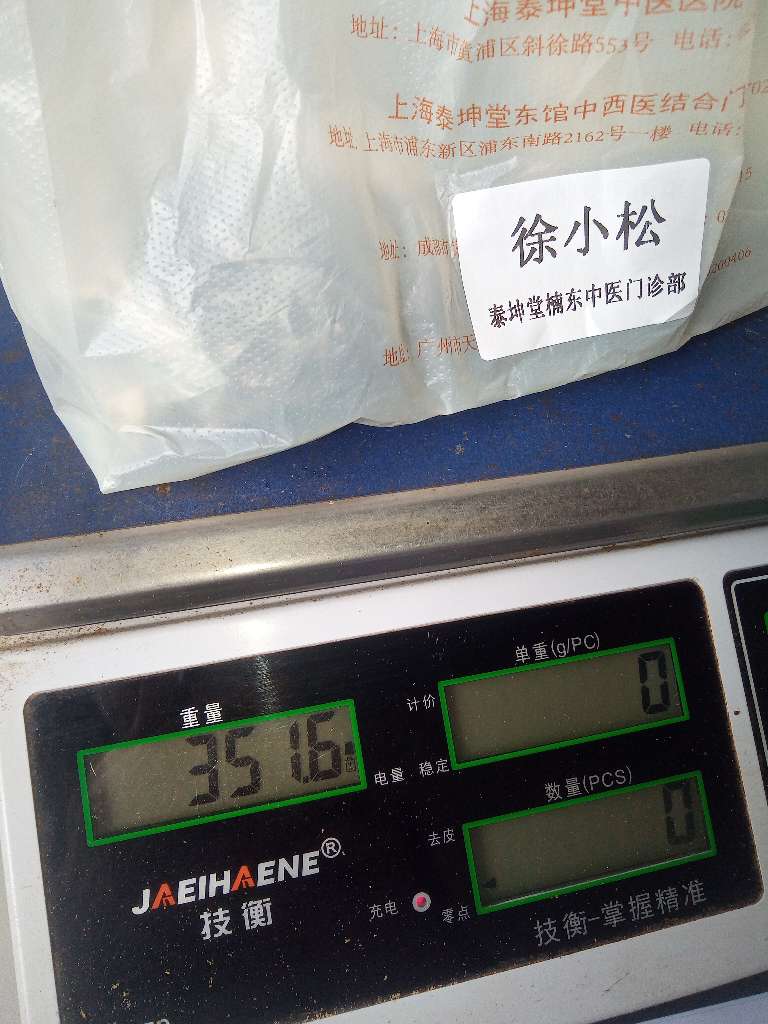 上海泰坤堂中医医院
地址：上海市黄浦区斜徐路553号 电话：
上海泰坤堂东馆中西医结合门
地址：上海市浦东新区浦东南路2162号一楼 电话：
徐小松
泰坤堂楠东中医门诊部
地址：
地址：广州市天
200406
重量
351.6
电量
计价
稳定
单重(g/PC)
0
去皮
零点
数量(PCS)
0
JAEIHAENE®
技衡
充电
技衡-掌握精准